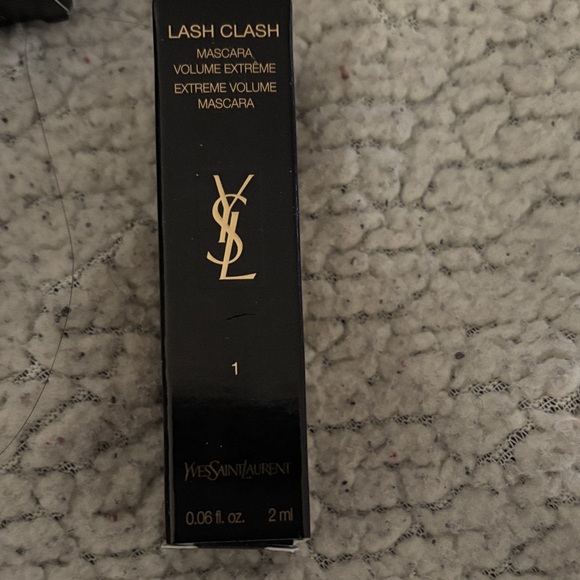 LASH CLASH
MASCARA
VOLUME EXTRÊME
EXTREME VOLUME
MASCARA
YSL
1
YVESSAINTLAURENT
0.06 fl. oz. 2 ml